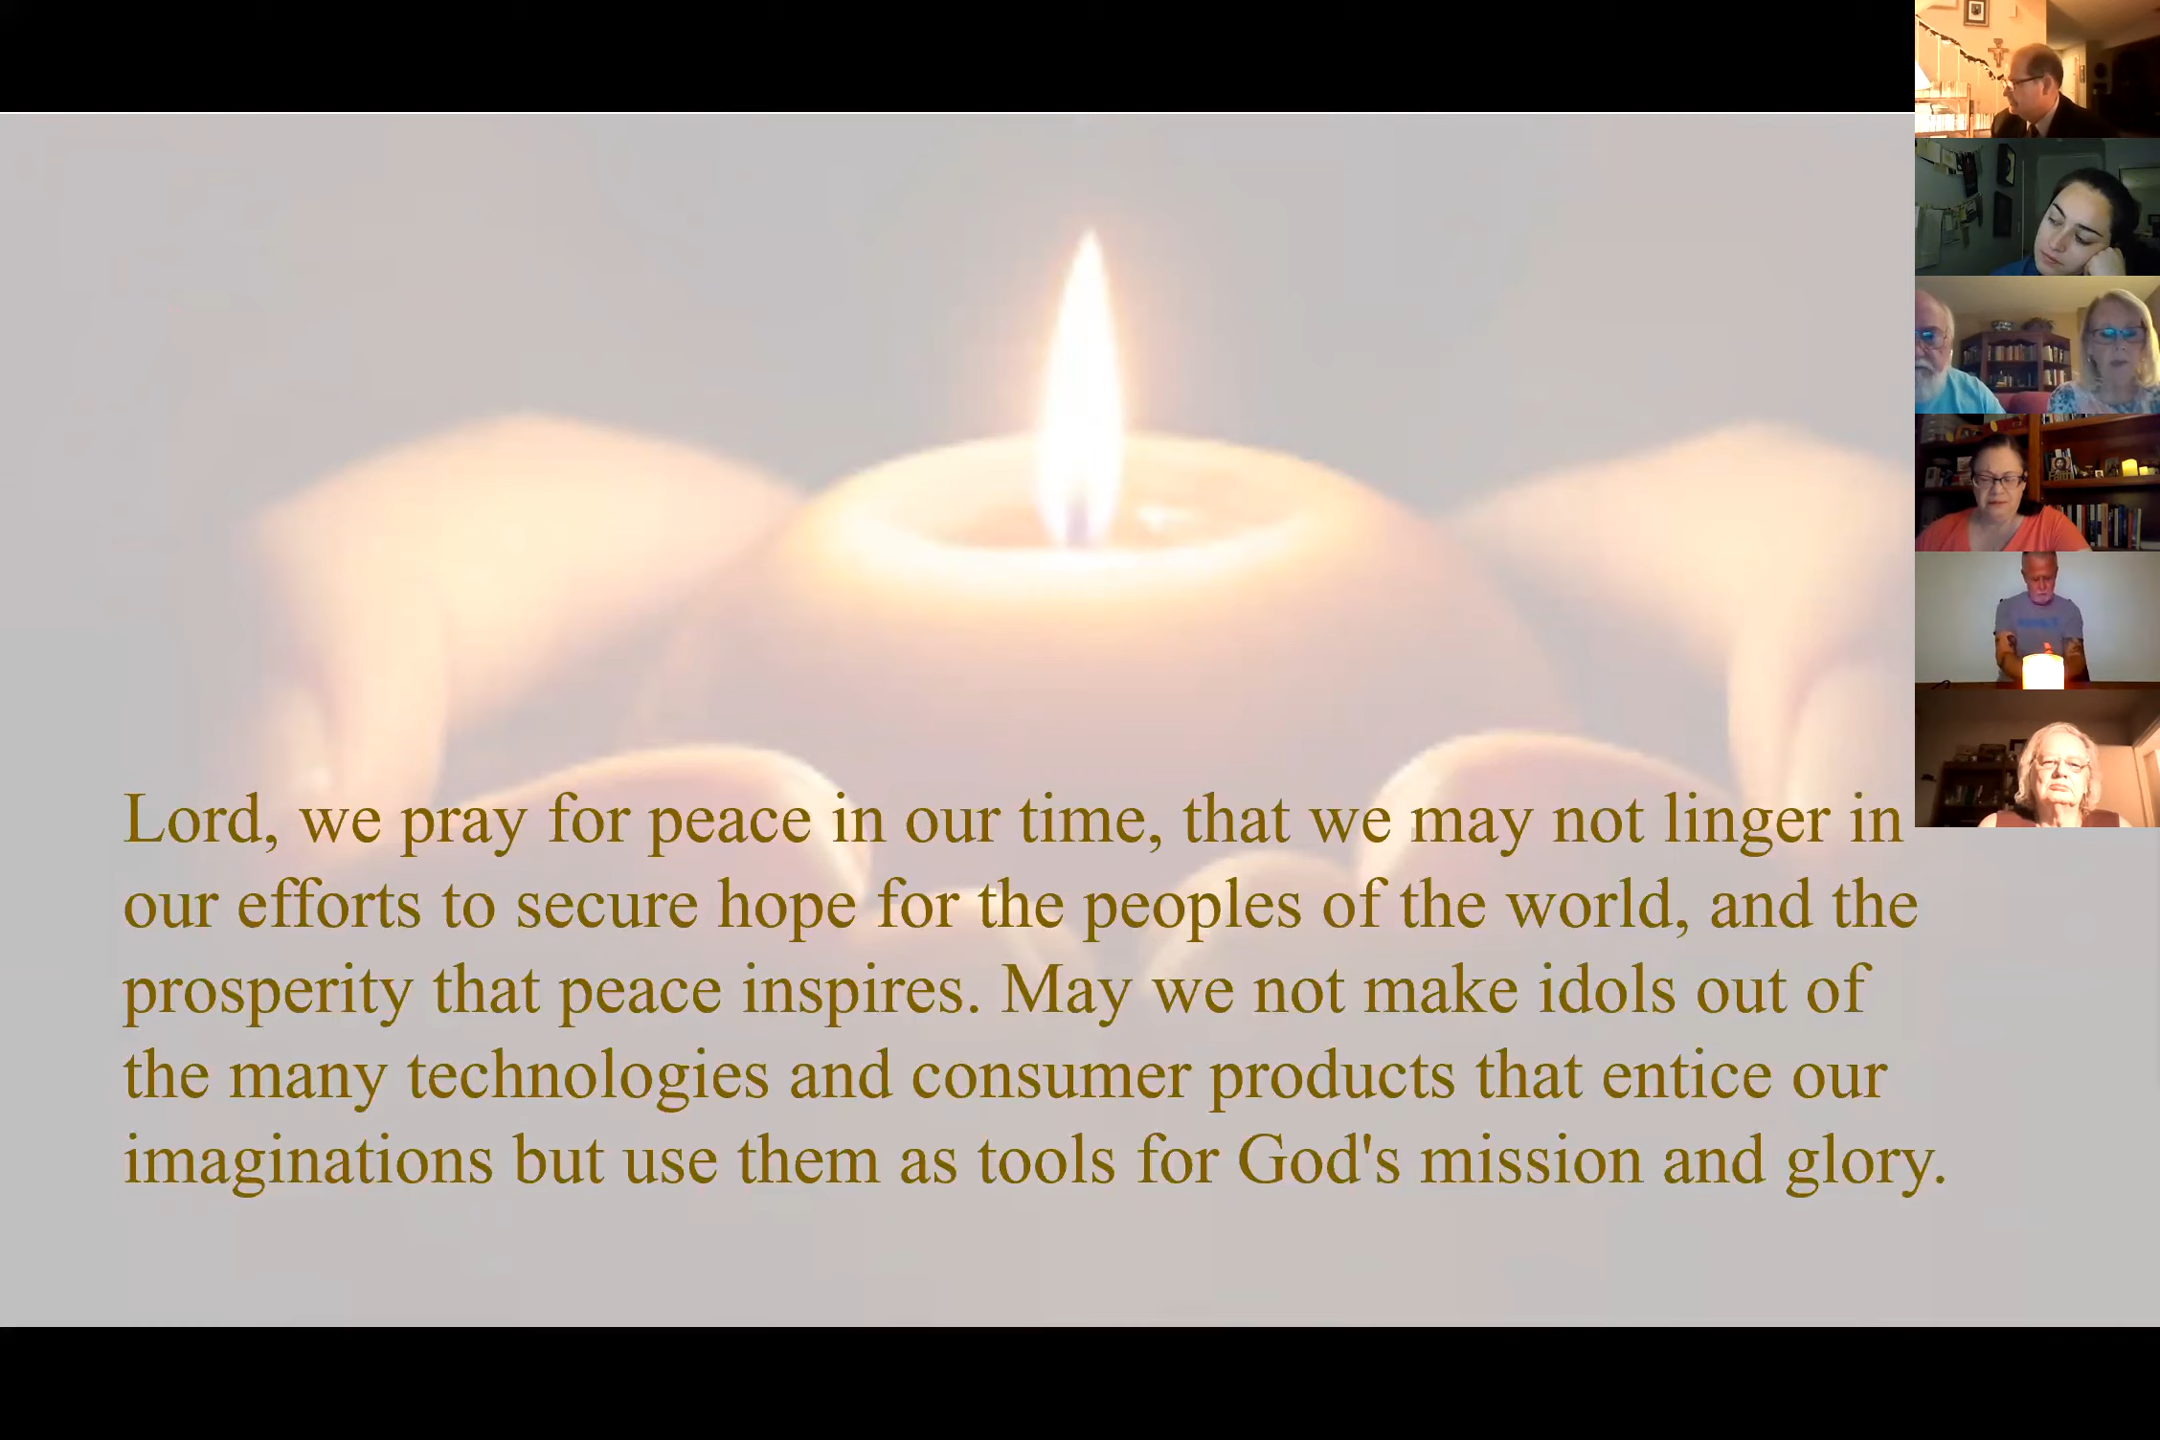 Lord, we pray for peace in our time, that we may not linger in
our efforts to secure hope for the peoples of the world, and the
prosperity that peace inspires. May we not make idols out of
the many technologies and consumer products that entice our
imaginations but use them as tools for God's mission and glory.